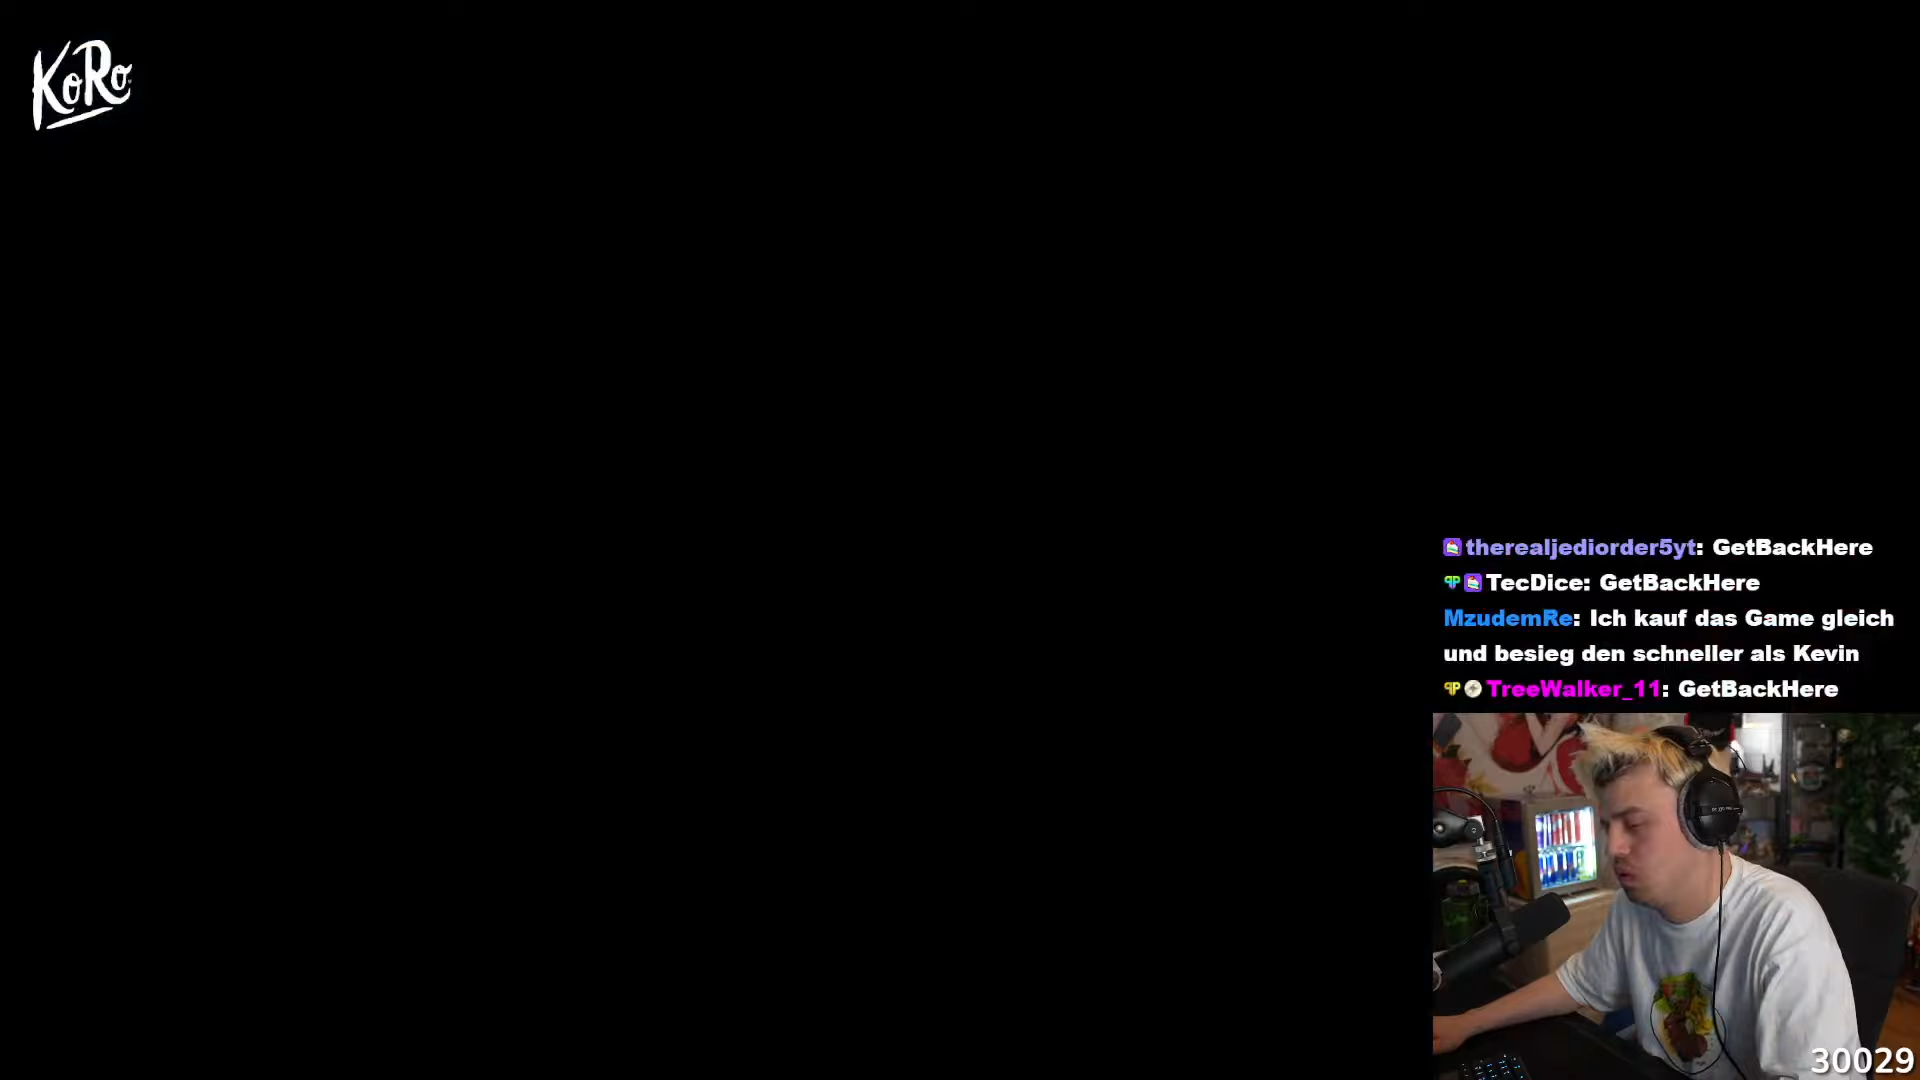 KoRo
therealjediorder5yt: GetBackHere
TecDice: GetBackHere
MzudemRe: Ich kauf das Game gleich
und besieg den schneller als Kevin
TreeWalker_11: GetBackHere
30029